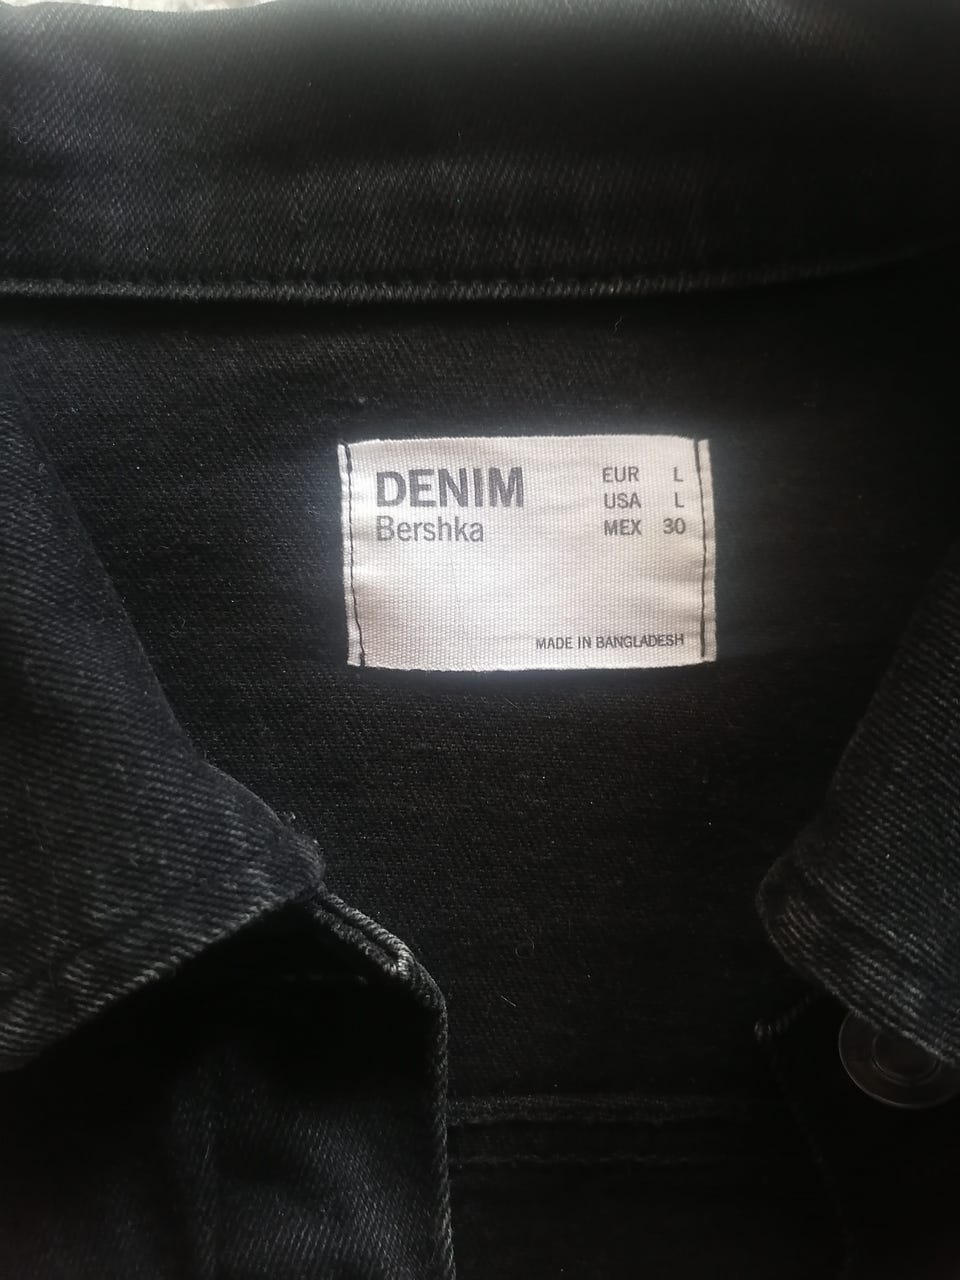 DENIM
Bershka
EUR L
USA L
MEX 30
MADE IN BANGLADESH